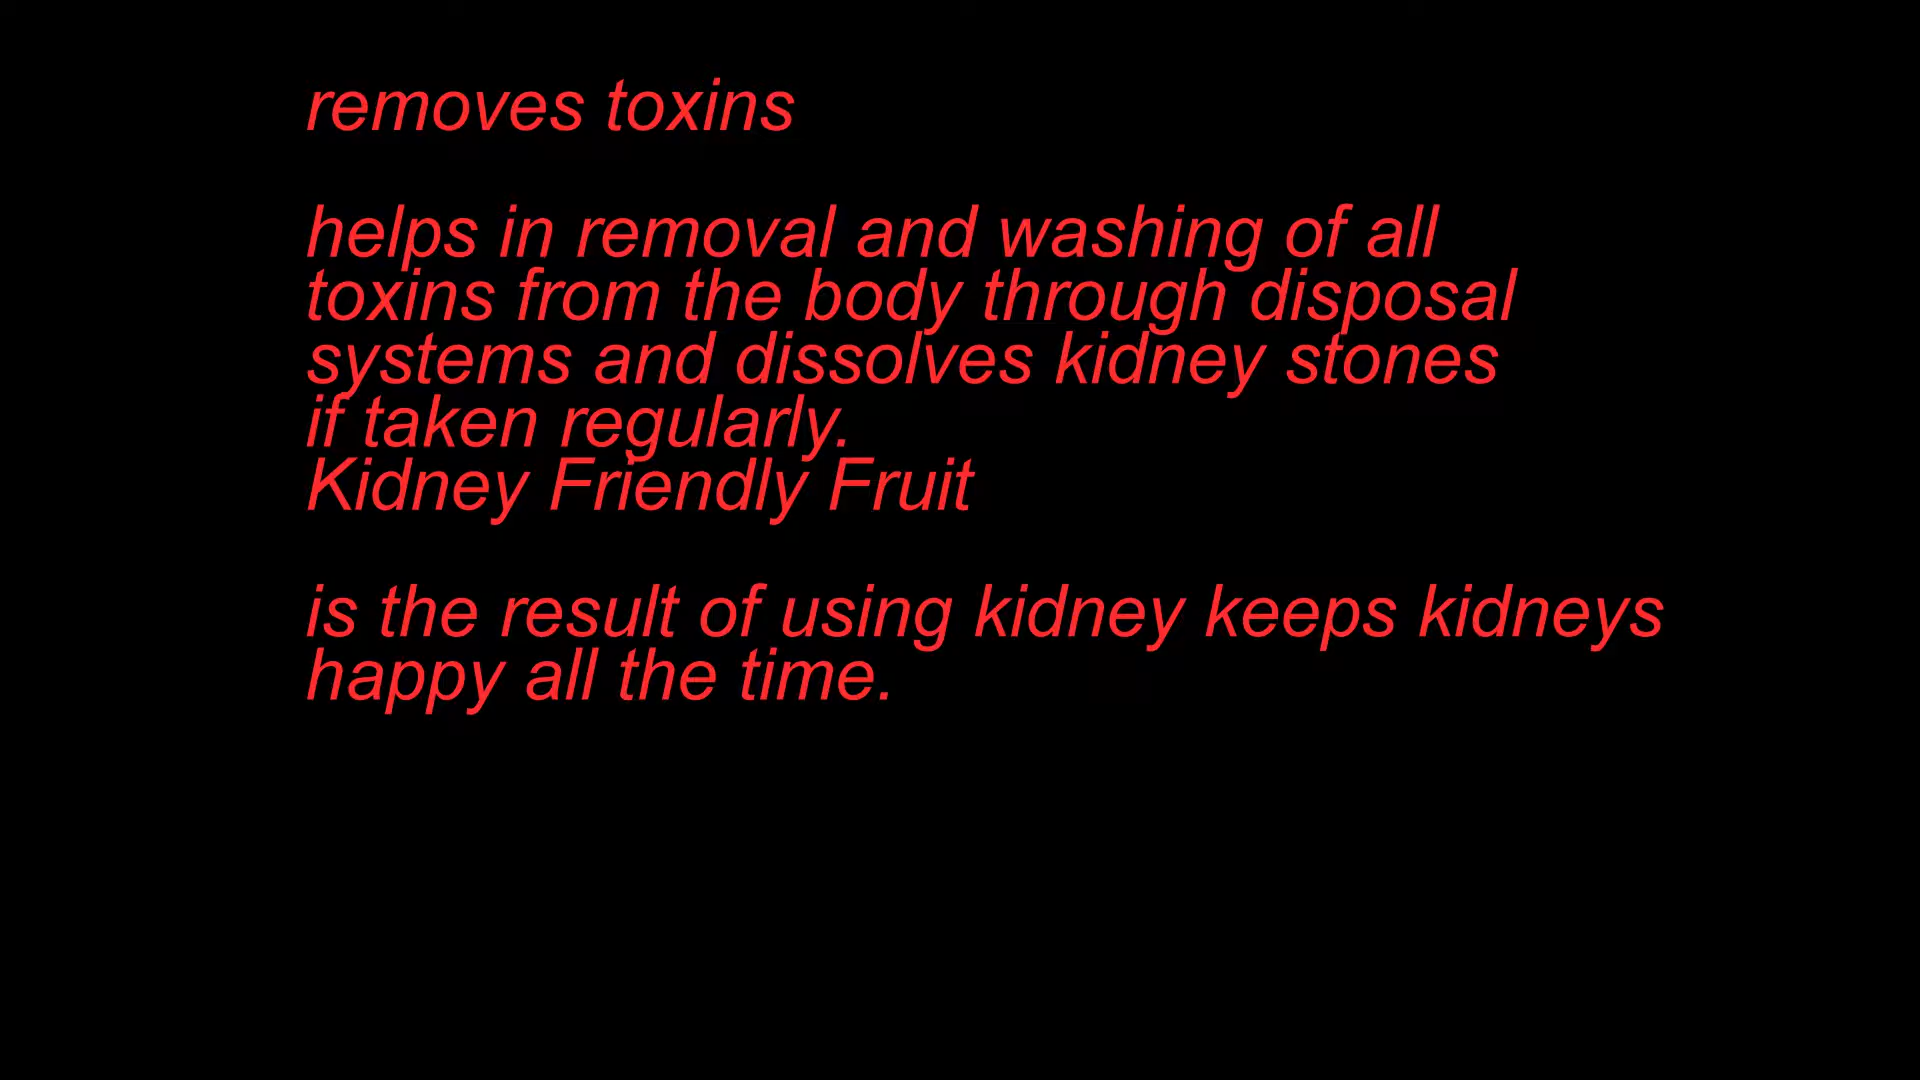 removes toxins
helps in removal and washing of all
toxins from the body through disposal
systems and dissolves kidney stones
if taken regularly.
Kidney Friendly Fruit
is the result of using kidney keeps kidneys
happy all the time.